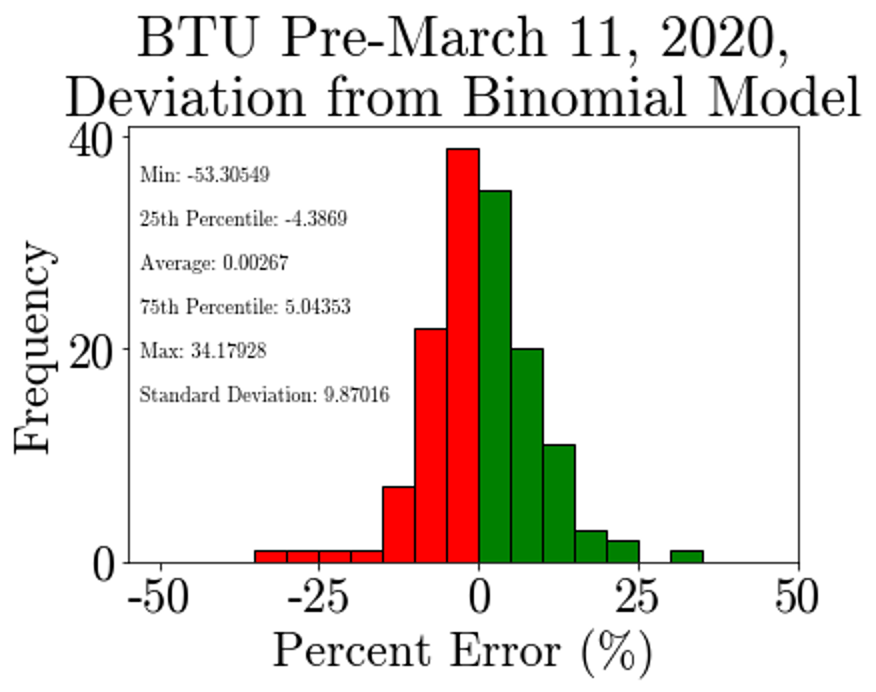 BTU Pre-March 11, 2020,
Deviation from Binomial Model
40
Min: -53.30549
25th Percentile: -4.3869
Average: 0.00267
75th Percentile: 5.04353
Max: 34.17928
Standard Deviation: 9.87016
Frequency
20
0
-50 -25 0 25 50
Percent Error (%)